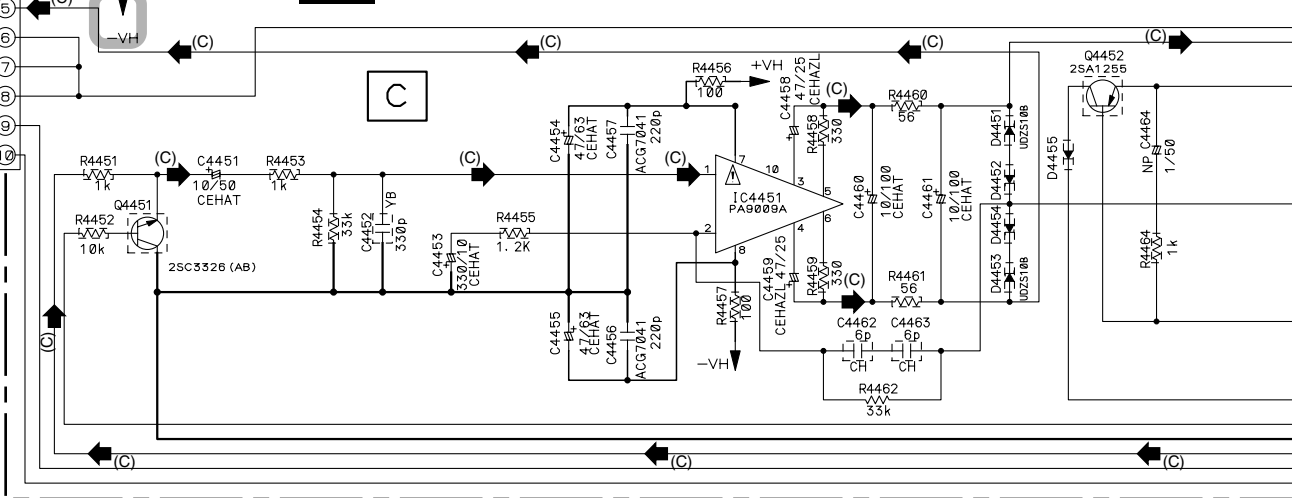 5
(C)
−VH
6
7
8
9
10
(C)
(C)
(C)
(C)
C
R4451
1k
(C)
C4451
10/50
CEHAT
R4453
1k
R4452
10k
Q4451
2SC3326(AB)
R4454
33k
C4452
YB
330p
(C)
C4453
330/10
CEHAT
R4455
1.2K
C4454
47/63
CEHAT
C4457
ACG7041
220p
C4455
47/63
CEHAT
C4456
ACG7041
220p
R4456
100
+VH
(C)
1
2
7
10
3
5
6
4
8
IC4451
PA9009A
R4457
100
−VH
C4458
47/25
CEHAZL
R4458
330
(C)
C4459
47/25
CEHAZL
R4459
330
(C)
R4460
56
R4461
56
C4460
10/100
CEHAT
C4461
10/100
CEHAT
D4451
UDZS10B
D4452
D4454
D4453
UDZS10B
C4462
6p
CH
C4463
6p
CH
R4462
33k
Q4452
2SA1255
D4455
NP C4464
1/50
R4464
1k
(C)
(C)
(C)
(C)